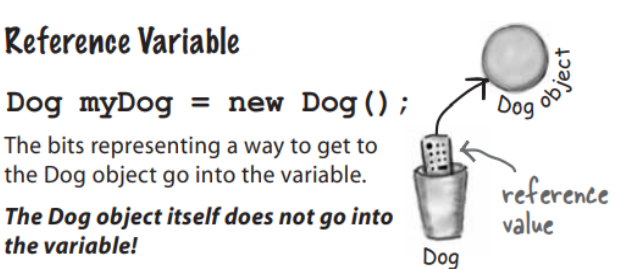 Reference Variable
Dog myDog = new Dog();
The bits representing a way to get to
the Dog object go into the variable.
The Dog object itself does not go into
the variable!
Dog object
reference
value
Dog